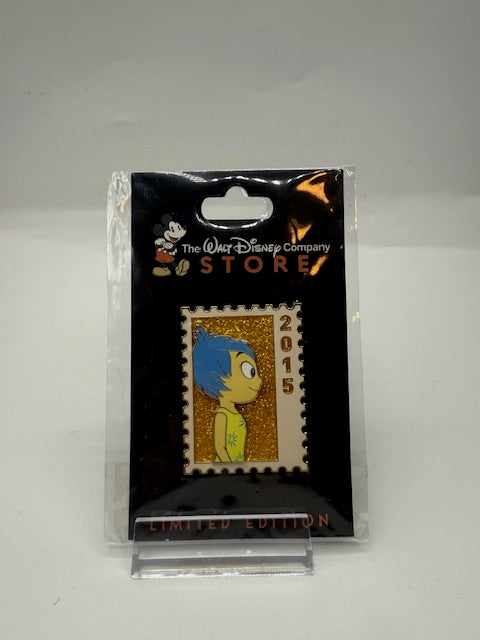 The Walt Disney Company
STORE
2015
LIMITED EDITION